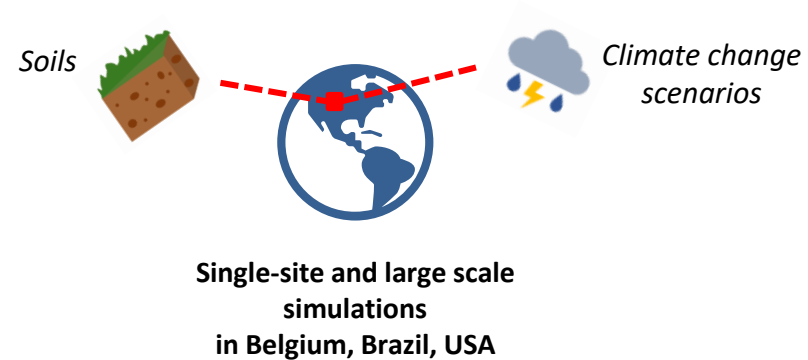 Soils
Climate change
scenarios
Single-site and large scale
simulations
in Belgium, Brazil, USA